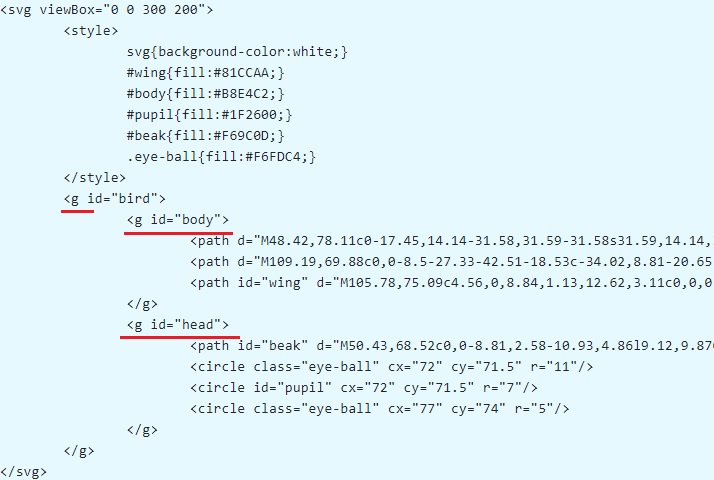 <svg viewBox="0 0 300 200">
<style>
svg{background-color:white;}
#wing{fill:#81CCAA;}
#body{fill:#B8E4C2;}
#pupil{fill:#1F2600;}
#beak{fill:#F69C0D;}
.eye-ball{fill:#F6FDC4;}
</style>
<g id="bird">
<g id="body">
<path d="M48.42,78.11c0-17.45,14.14-31.58,31.59-31.58s31.59,14.14,
<path d="M109.19,69.88c0,0-8.5-27.33-42.51-18.53c-34.02,8.81-20.65
<path id="wing" d="M105.78,75.09c4.56,0,8.84,1.13,12.62,3.11c0,0,0
</g>
<g id="head">
<path id="beak" d="M50.43,68.52c0,0-8.81,2.58-10.93,4.86l9.12,9.87
<circle class="eye-ball" cx="72" cy="71.5" r="11"/>
<circle id="pupil" cx="72" cy="71.5" r="7"/>
<circle class="eye-ball" cx="77" cy="74" r="5"/>
</g>
</g>
</svg>